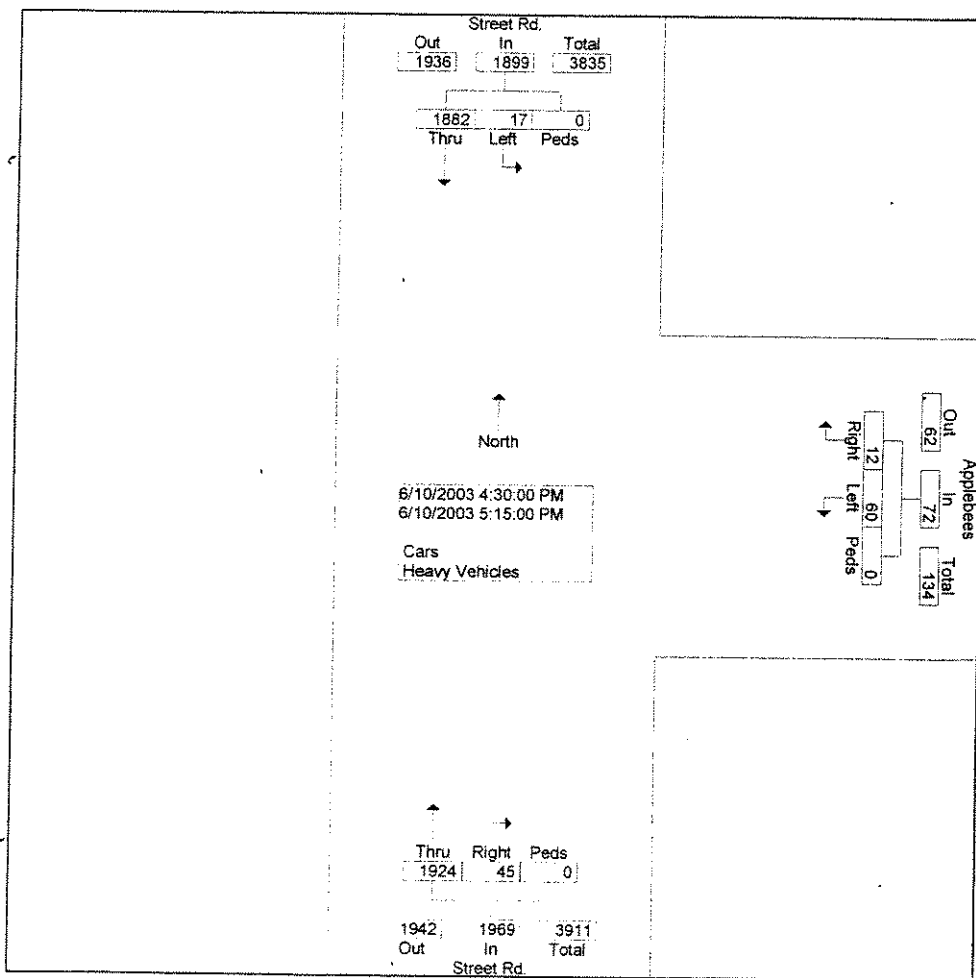 Street Rd.
Out In Total
1936 1899 3835
1882 17 0
Thru Left Peds
North
6/10/2003 4:30:00 PM
6/10/2003 5:15:00 PM
Cars
Heavy Vehicles
Applebees
Out In Total
62 72 134
12 60 0
Right Left Peds
Thru Right Peds
1924 45 0
1942 1969 3911
Out In Total
Street Rd.